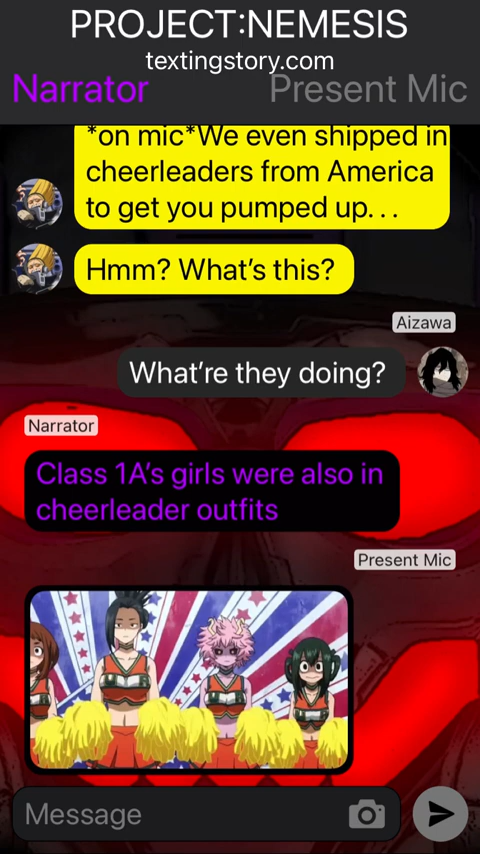 PROJECT:NEMESIS
textingstory.com
Narrator Present Mic
*on mic*We even shipped in
cheerleaders from America
to get you pumped up...
Hmm? What's this?
Aizawa
What're they doing?
Narrator
Class 1A's girls were also in
cheerleader outfits
Present Mic
Message